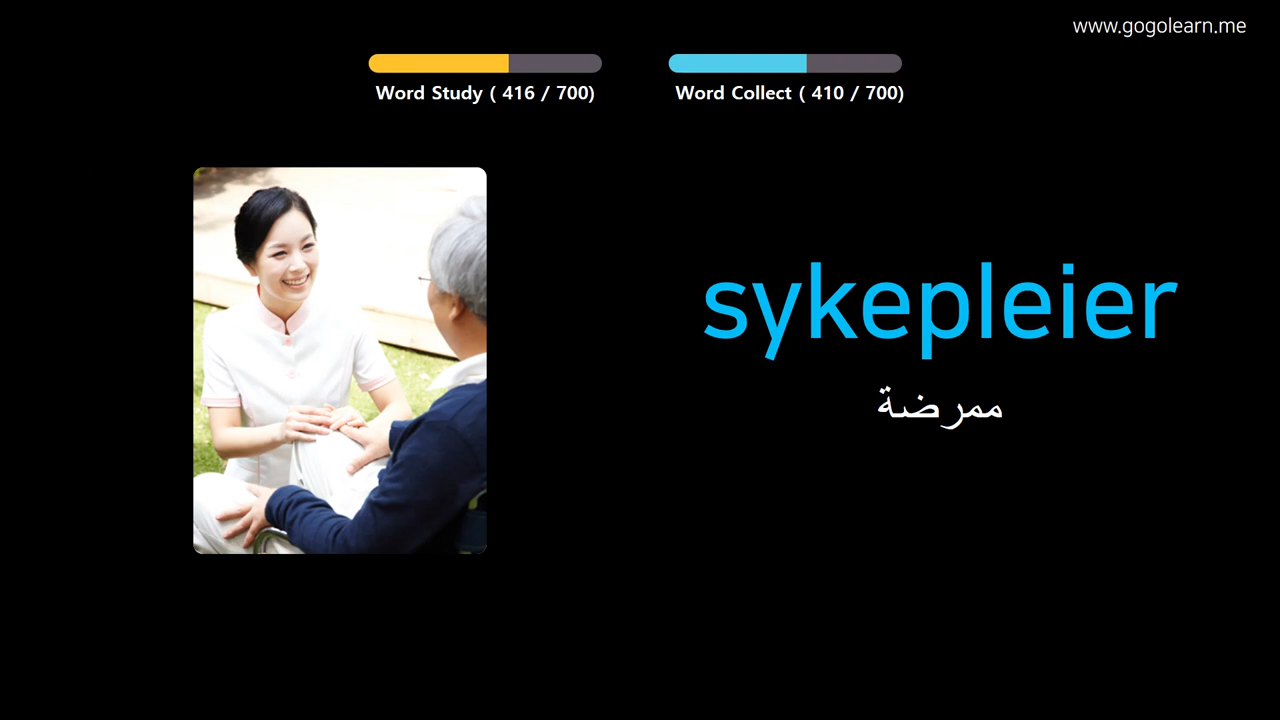 www.gogolearn.me
Word Study ( 416 / 700)
Word Collect ( 410 / 700)
sykepleier
ممرضة